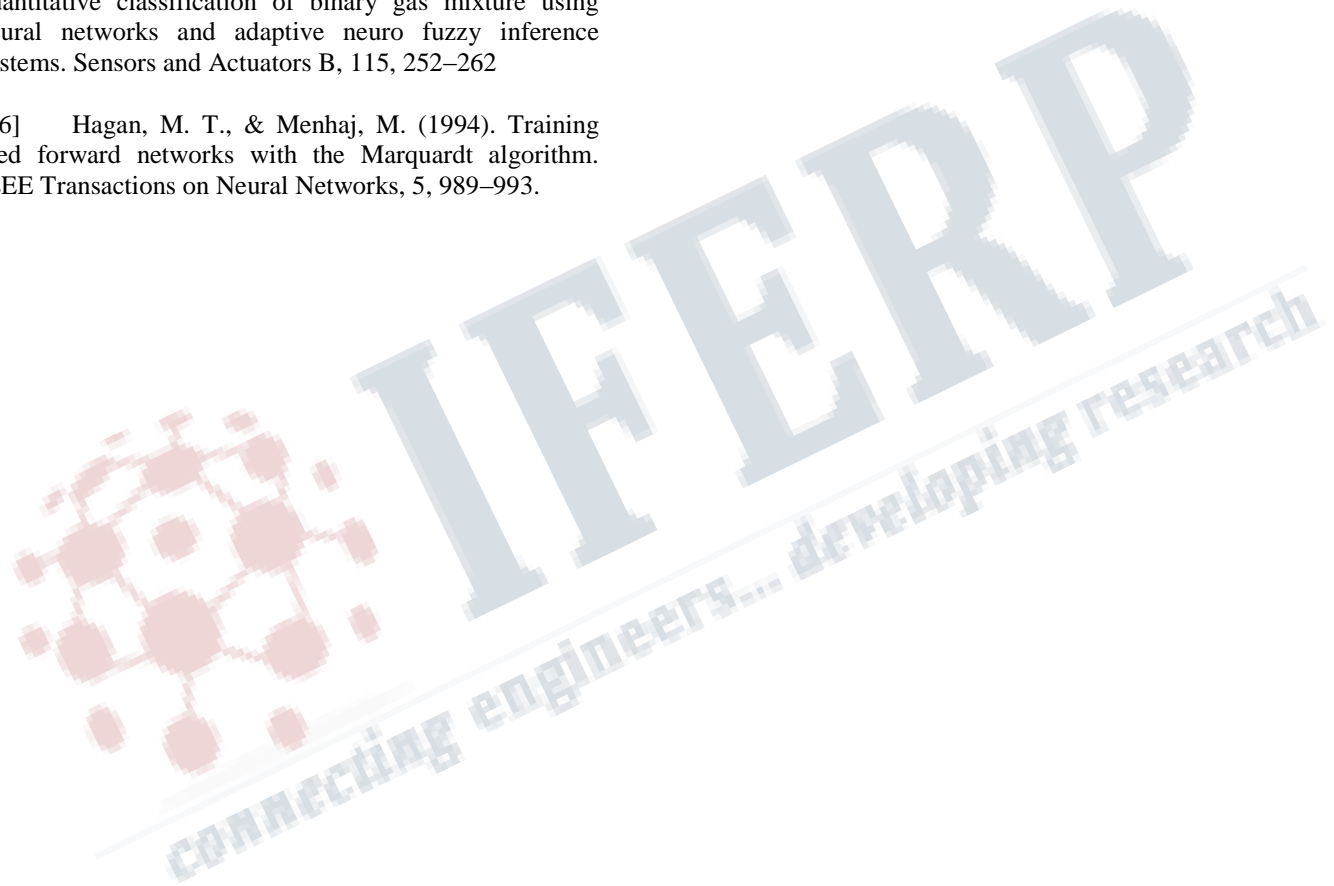 uantitative classification of binary gas mixture using
ural networks and adaptive neuro fuzzy inference
stems. Sensors and Actuators B, 115, 252–262
6] Hagan, M. T., & Menhaj, M. (1994). Training
ed forward networks with the Marquardt algorithm.
EE Transactions on Neural Networks, 5, 989–993.
IFERP
connecting engineers... developing research